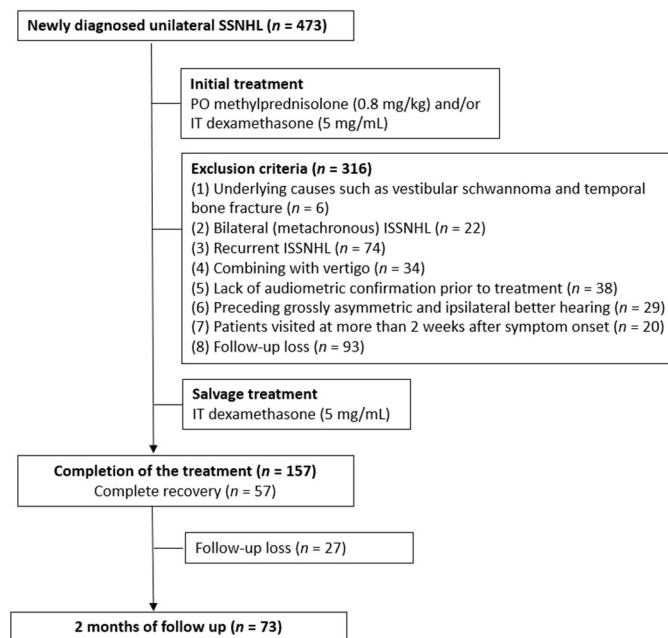 Newly diagnosed unilateral SSNHL (n = 473)
Initial treatment
PO methylprednisolone (0.8 mg/kg) and/or
IT dexamethasone (5 mg/mL)
Exclusion criteria (n = 316)
(1) Underlying causes such as vestibular schwannoma and temporal
bone fracture (n = 6)
(2) Bilateral (metachronous) ISSNHL (n = 22)
(3) Recurrent ISSNHL (n = 74)
(4) Combining with vertigo (n = 34)
(5) Lack of audiometric confirmation prior to treatment (n = 38)
(6) Preceding grossly asymmetric and ipsilateral better hearing (n = 29)
(7) Patients visited at more than 2 weeks after symptom onset (n = 20)
(8) Follow-up loss (n = 93)
Salvage treatment
IT dexamethasone (5 mg/mL)
Completion of the treatment (n = 157)
Complete recovery (n = 57)
Follow-up loss (n = 27)
2 months of follow up (n = 73)